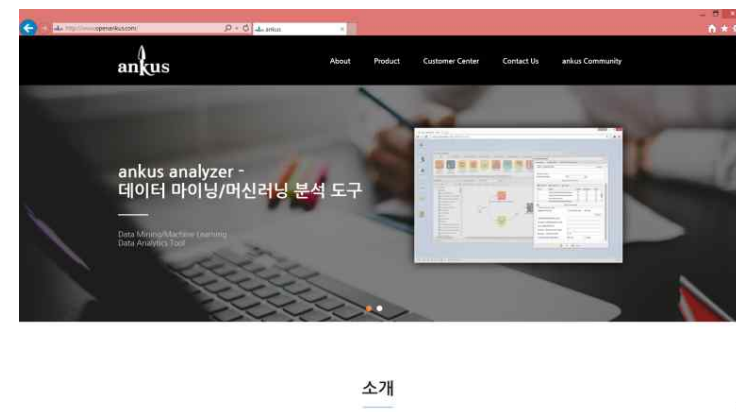 http://www.openankus.com/
ankus
ankus
About Product Customer Center Contact Us ankus Community
ankus analyzer -
데이터 마이닝/머신러닝 분석 도구
Data Mining/Machine Learning
Data Analytics Tool
소개